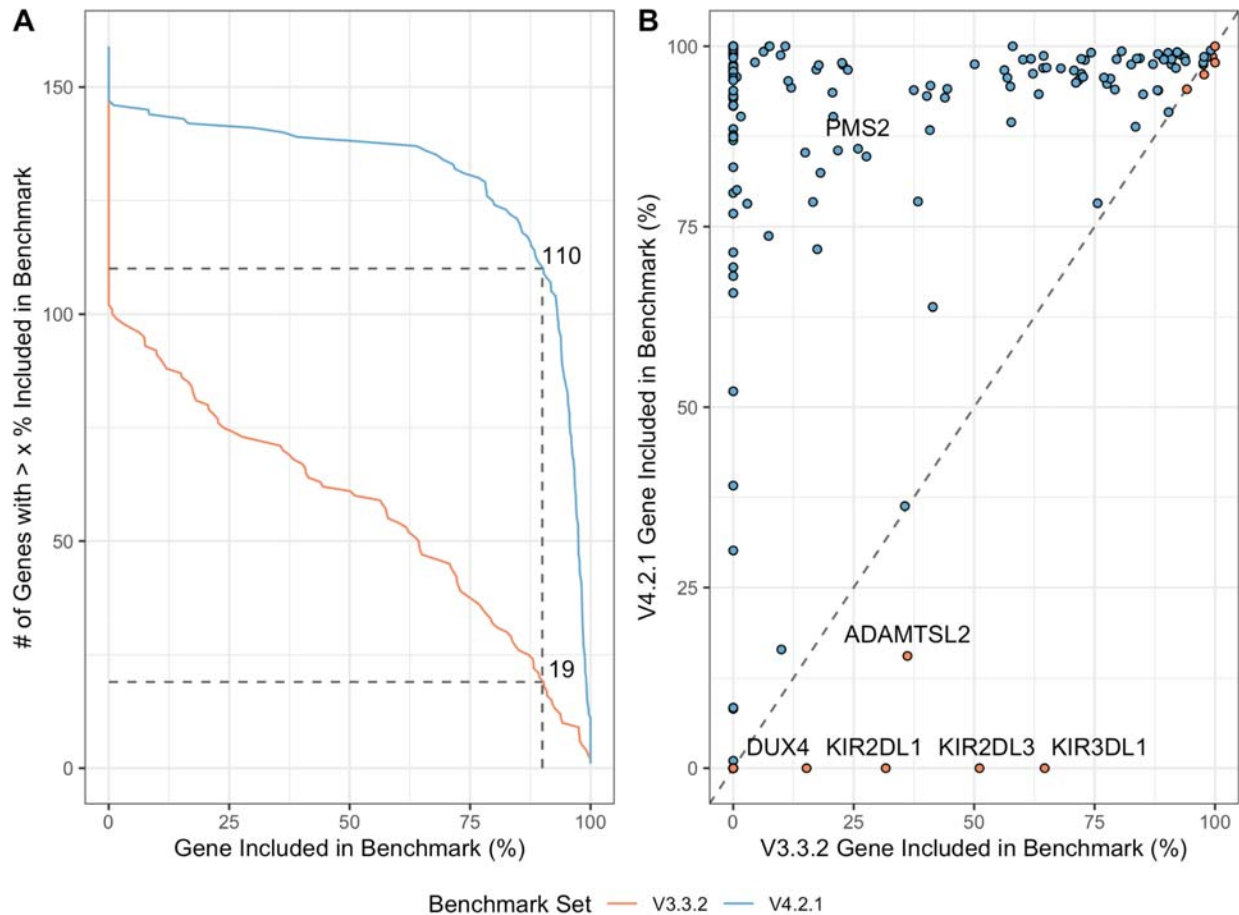 A
# of Genes with > x % Included in Benchmark
150
100
50
0
110
19
0
25
50
75
100
Gene Included in Benchmark (%)
B
V4.2.1 Gene Included in Benchmark (%)
100
75
50
25
0
PMS2
ADAMTSL2
DUX4 KIR2DL1 KIR2DL3 KIR3DL1
0
25
50
75
100
V3.3.2 Gene Included in Benchmark (%)
Benchmark Set V3.3.2 V4.2.1